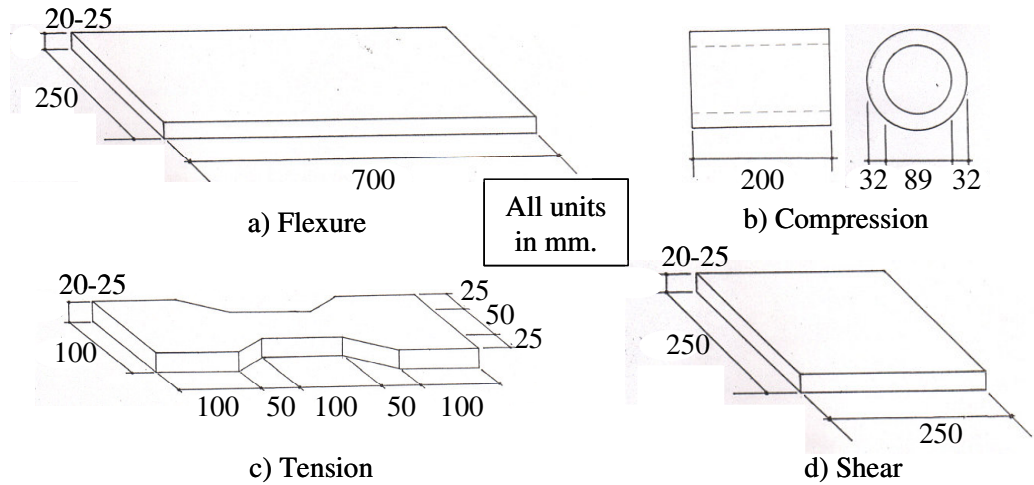 20-25
250
700
a) Flexure
200
32 89 32
b) Compression
All units
in mm.
20-25
100
25
50
25
100 50 100 50 100
c) Tension
20-25
250
250
d) Shear